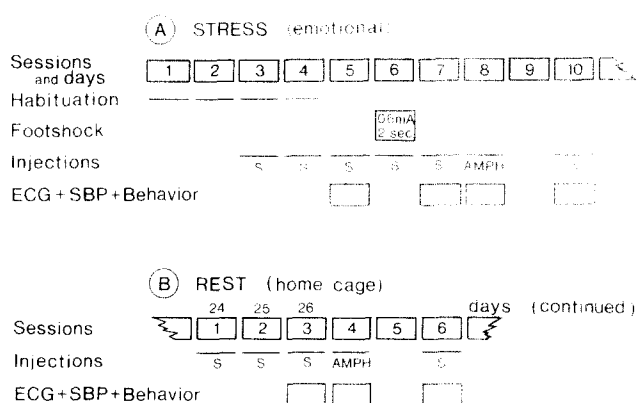 A STRESS (emotional)
Sessions and days 1 2 3 4 5 6 7 8 9 10
Habituation
Footshock 0.6mA 2 sec
Injections S S S S S AMPH S
ECG + SBP + Behavior
B REST (home cage)
24 25 26 days (continued)
Sessions 1 2 3 4 5 6
Injections S S S AMPH S
ECG + SBP + Behavior